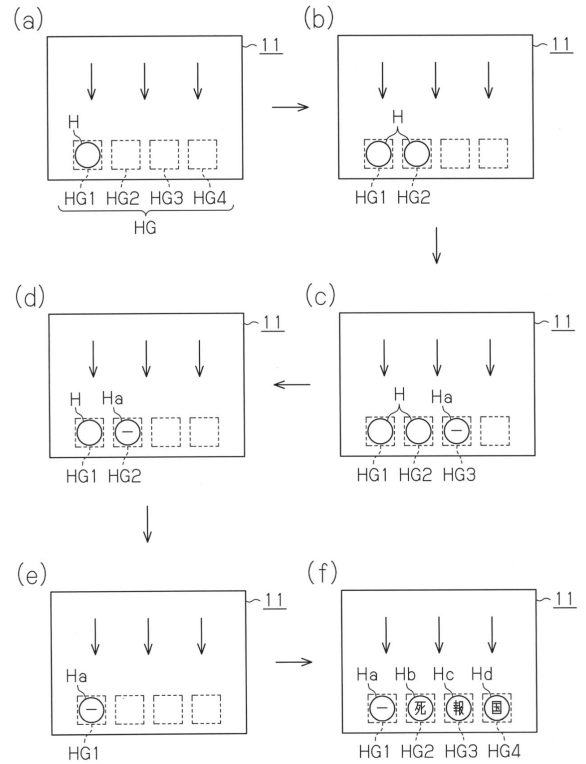 (a)
11
H
HG1 HG2 HG3 HG4
HG
(b)
11
H
HG1 HG2
(d)
11
H Ha
一
HG1 HG2
(c)
11
H Ha
一
HG1 HG2 HG3
(e)
11
Ha
一
HG1
(f)
11
Ha Hb Hc Hd
一 死 報 国
HG1 HG2 HG3 HG4